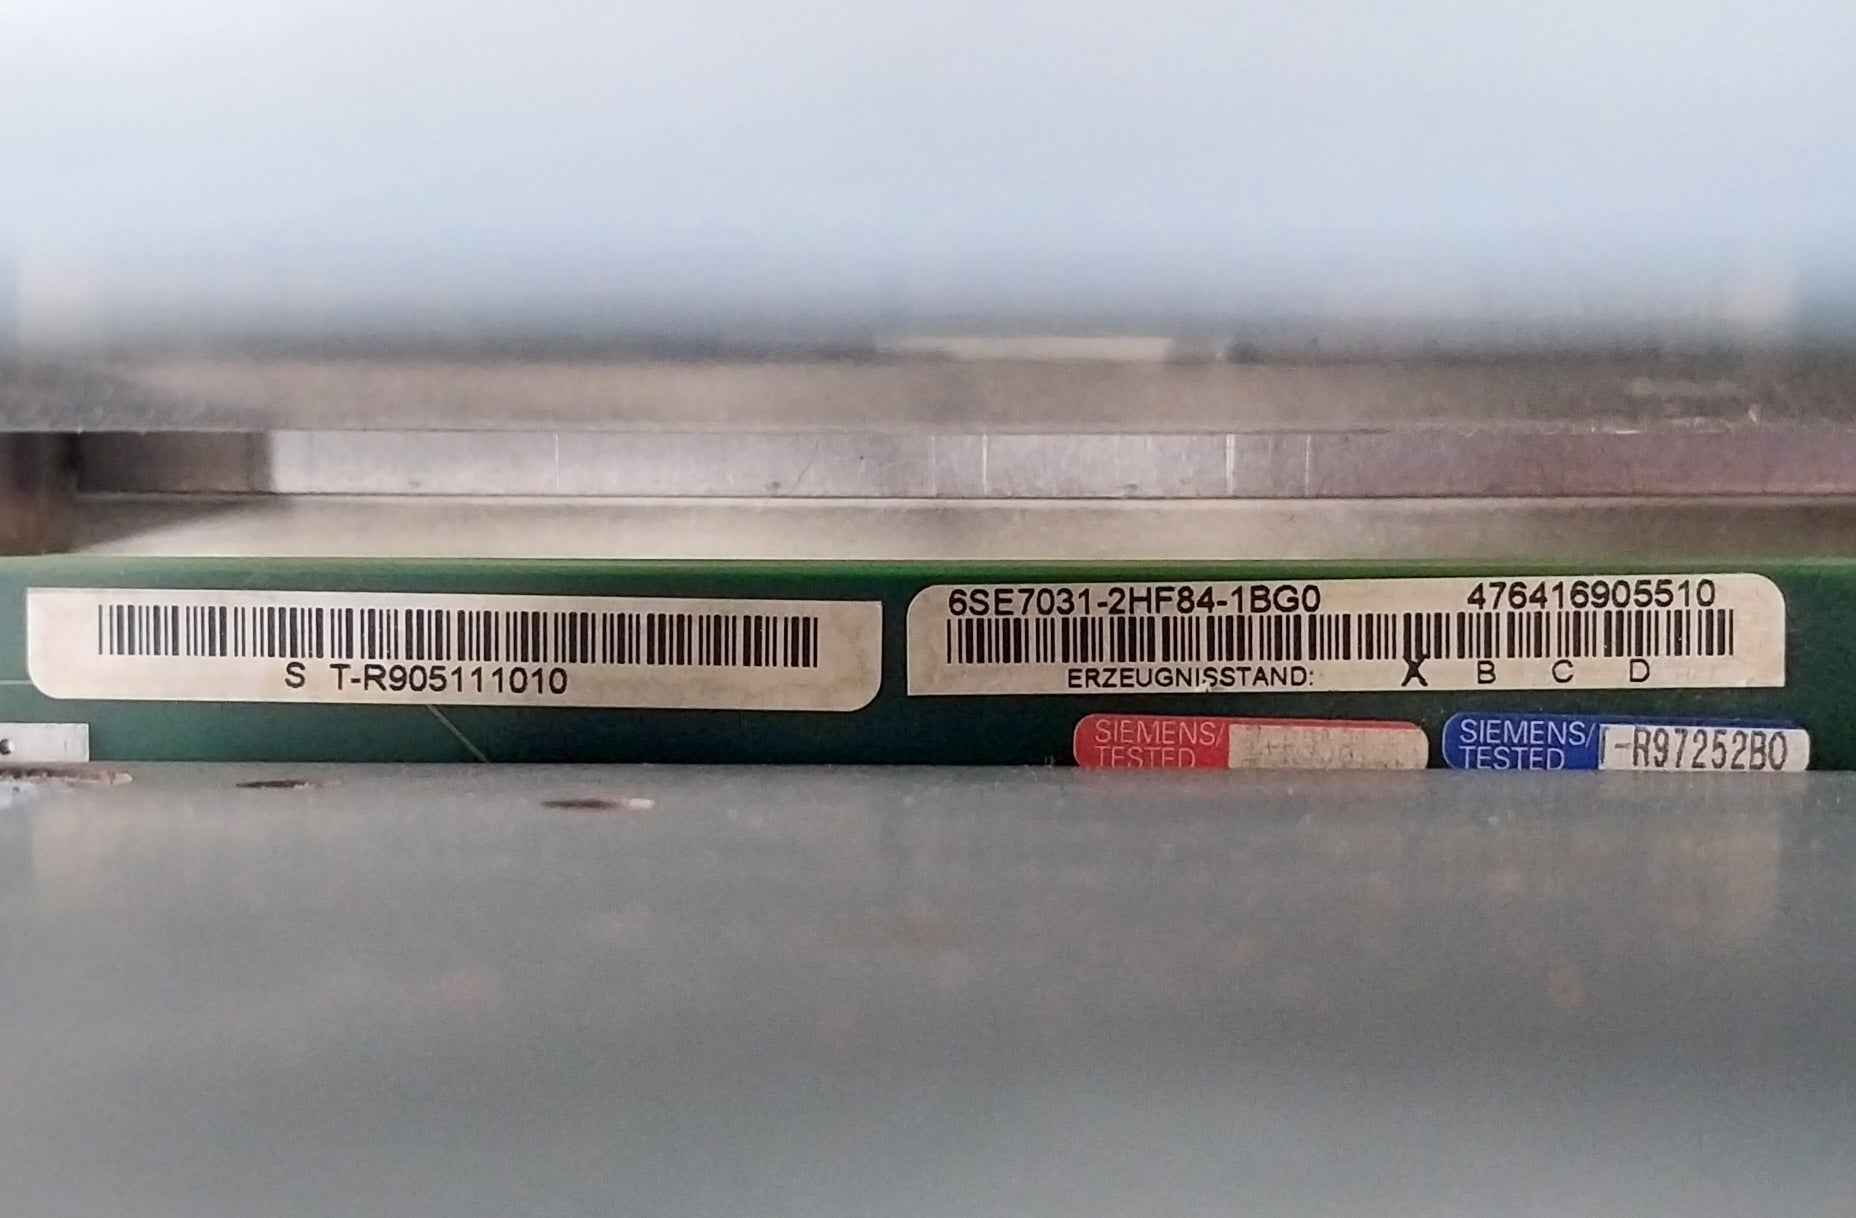 S T-R905111010
6SE7031-2HF84-1BG0 476416905510
ERZEUGNISSTAND: A B C D
SIEMENS/
TESTED
SIEMENS/
TESTED
T-R97252B0